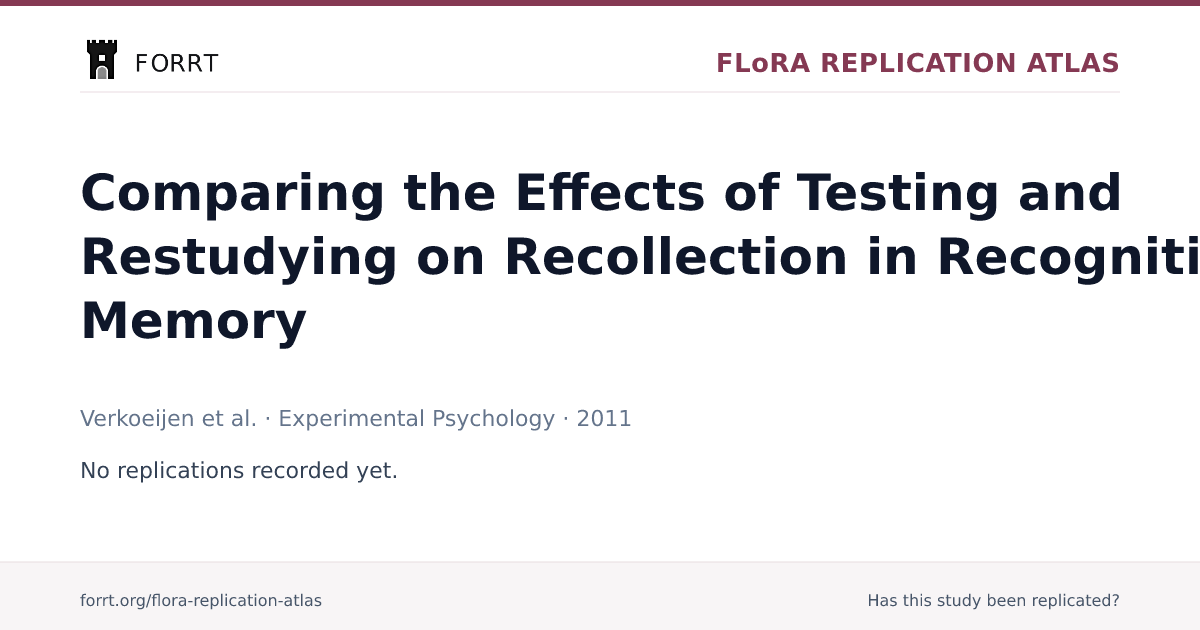 FORRT
FLoRA REPLICATION ATLAS
Comparing the Effects of Testing and
Restudying on Recollection in Recogniti
Memory
Verkoeijen et al. · Experimental Psychology · 2011
No replications recorded yet.
forrt.org/flora-replication-atlas
Has this study been replicated?